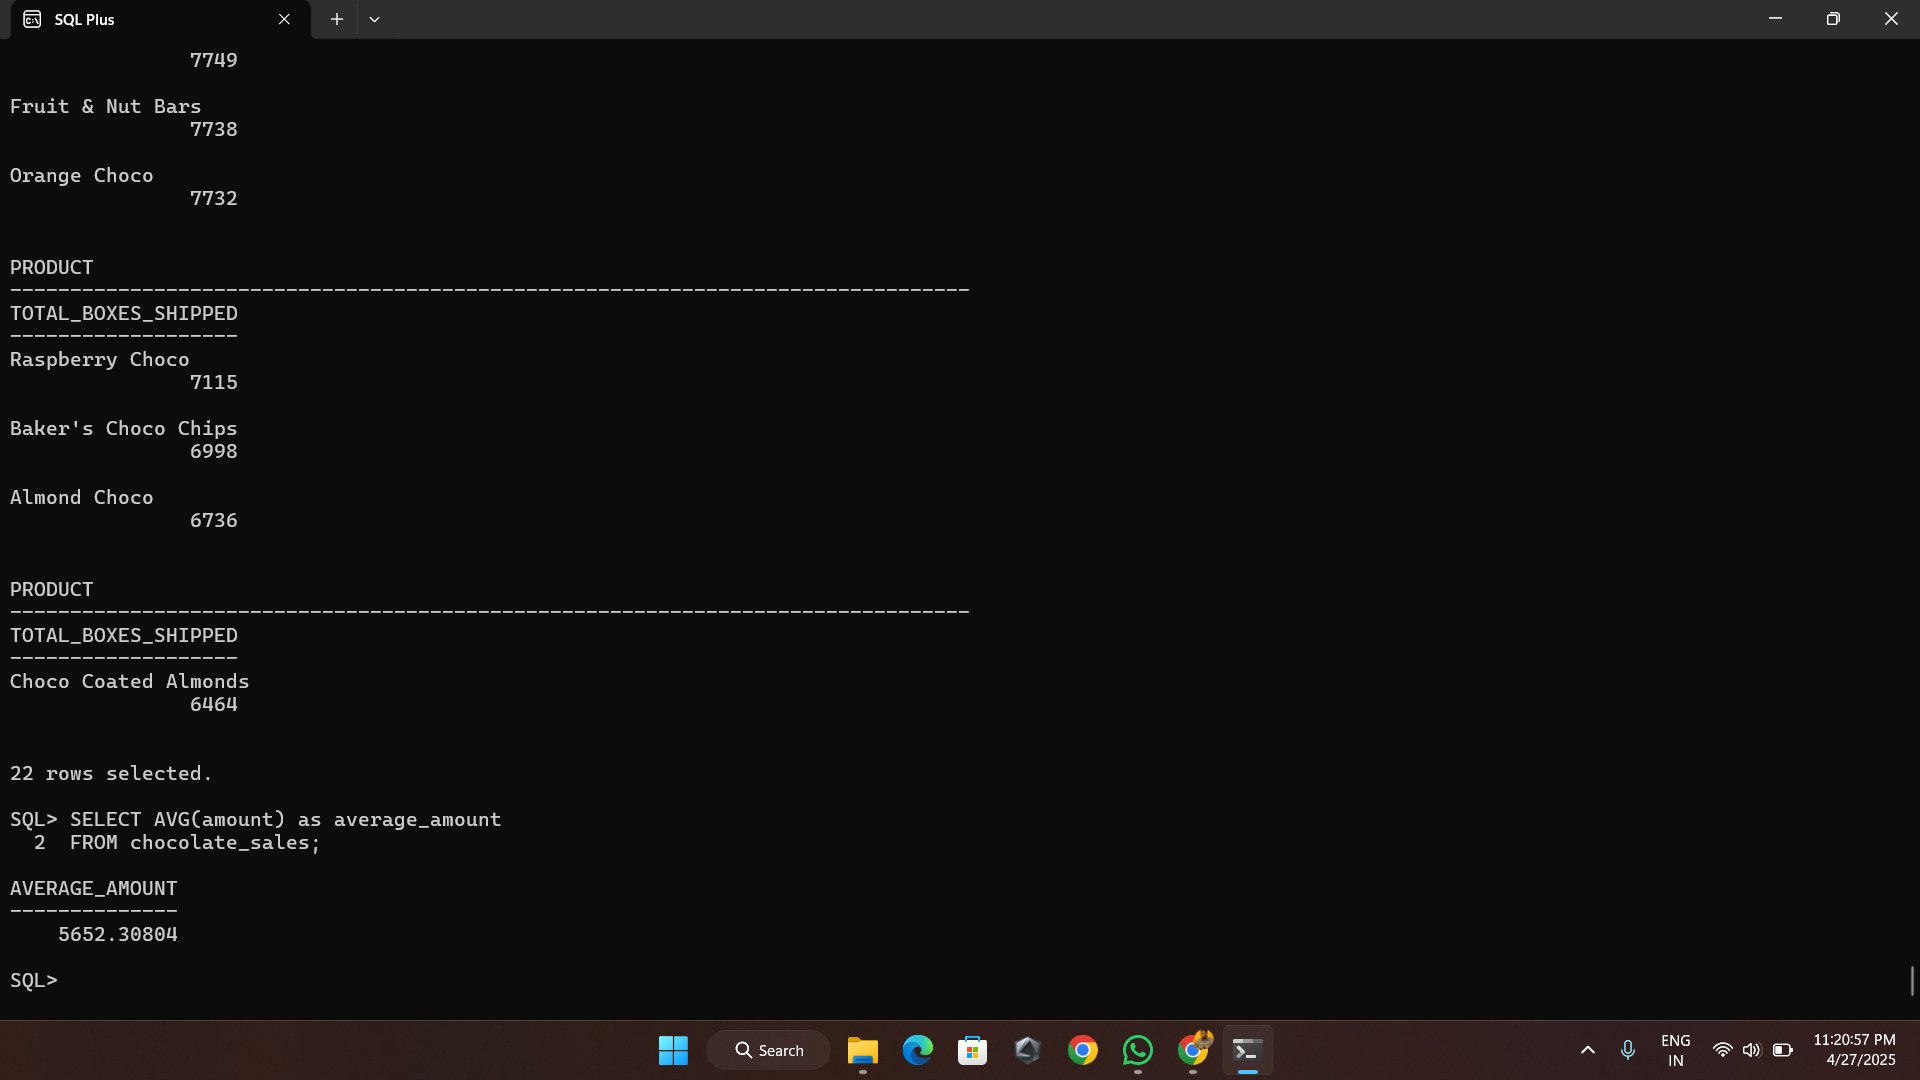 SQL Plus
7749
Fruit & Nut Bars
7738
Orange Choco
7732
PRODUCT
--------------------------------------------------------------------------------
TOTAL_BOXES_SHIPPED
-------------------
Raspberry Choco
7115
Baker's Choco Chips
6998
Almond Choco
6736
PRODUCT
--------------------------------------------------------------------------------
TOTAL_BOXES_SHIPPED
-------------------
Choco Coated Almonds
6464
22 rows selected.
SQL> SELECT AVG(amount) as average_amount
2 FROM chocolate_sales;
AVERAGE_AMOUNT
--------------
5652.30804
SQL>
Search
ENG
IN
11:20:57 PM
4/27/2025